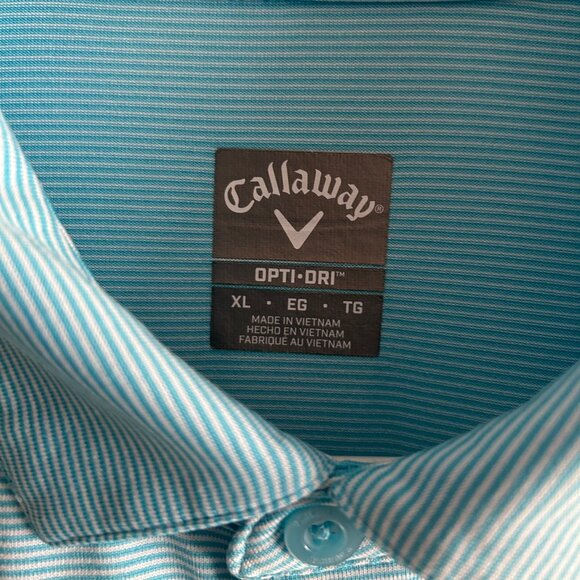 Callaway®
OPTI•DRI™
XL • EG • TG
MADE IN VIETNAM
HECHO EN VIETNAM
FABRIQUÉ AU VIETNAM